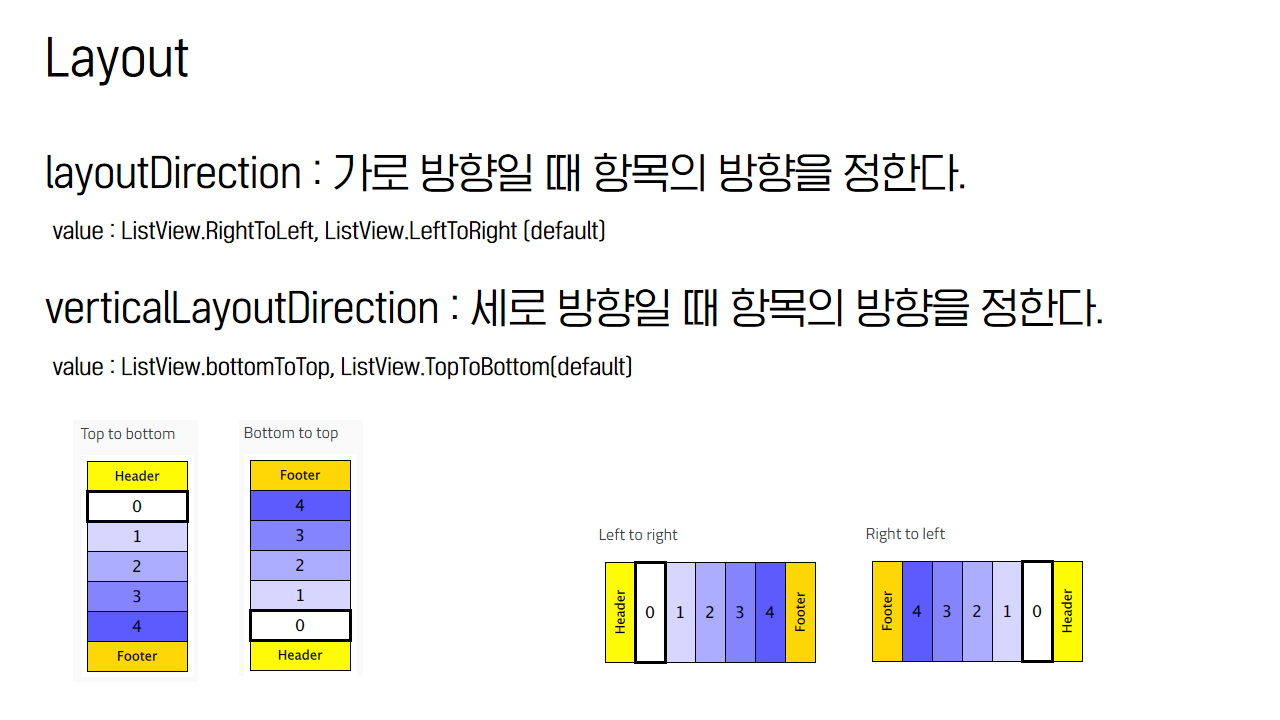 Layout
layoutDirection : 가로 방향일 때 항목의 방향을 정한다.
value : ListView.RightToLeft, ListView.LeftToRight (default)
verticalLayoutDirection : 세로 방향일 때 항목의 방향을 정한다.
value : ListView.bottomToTop, ListView.TopToBottom(default)
Top to bottom
Header
0
1
2
3
4
Footer
Bottom to top
Footer
4
3
2
1
0
Header
Left to right
Header 0 1 2 3 4 Footer
Right to left
Footer 4 3 2 1 0 Header